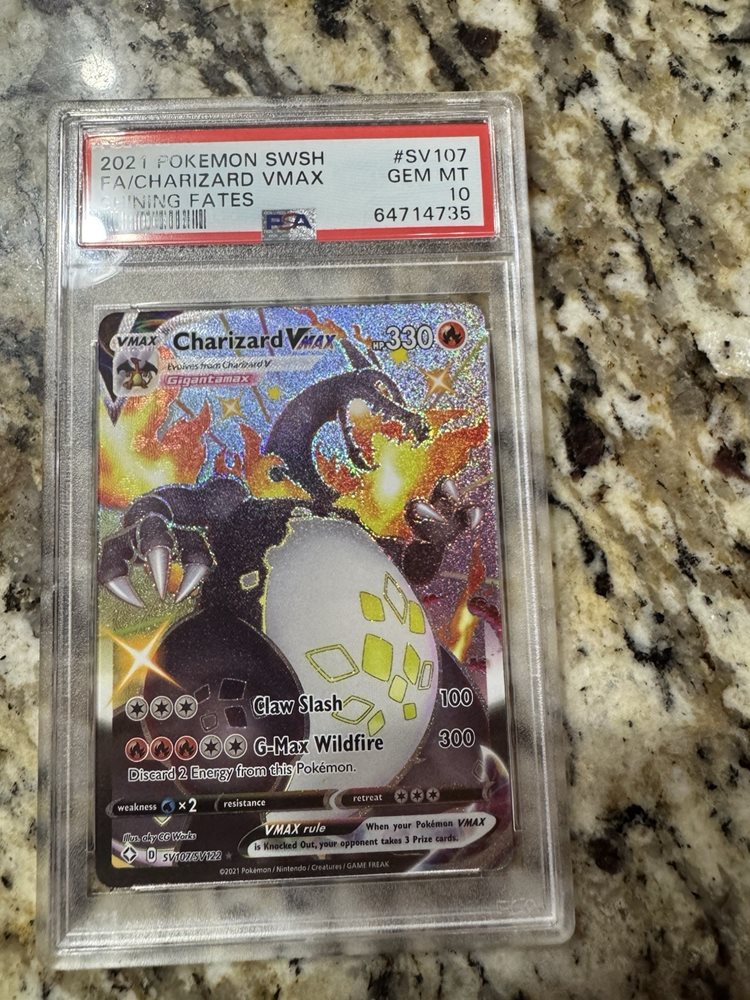 2021 POKEMON SWSH #SV107
FA/CHARIZARD VMAX GEM MT
SHINING FATES 10
PSA 64714735
VMAX Charizard VMAX HP 330
Evolves from Charizard V
Gigantamax
Claw Slash 100
G-Max Wildfire 300
Discard 2 Energy from this Pokémon.
weakness ×2 resistance retreat
VMAX rule When your Pokémon VMAX
is Knocked Out, your opponent takes 3 Prize cards.
Illus. aky CG Works
D SV107/SV122
©2021 Pokémon / Nintendo / Creatures / GAME FREAK